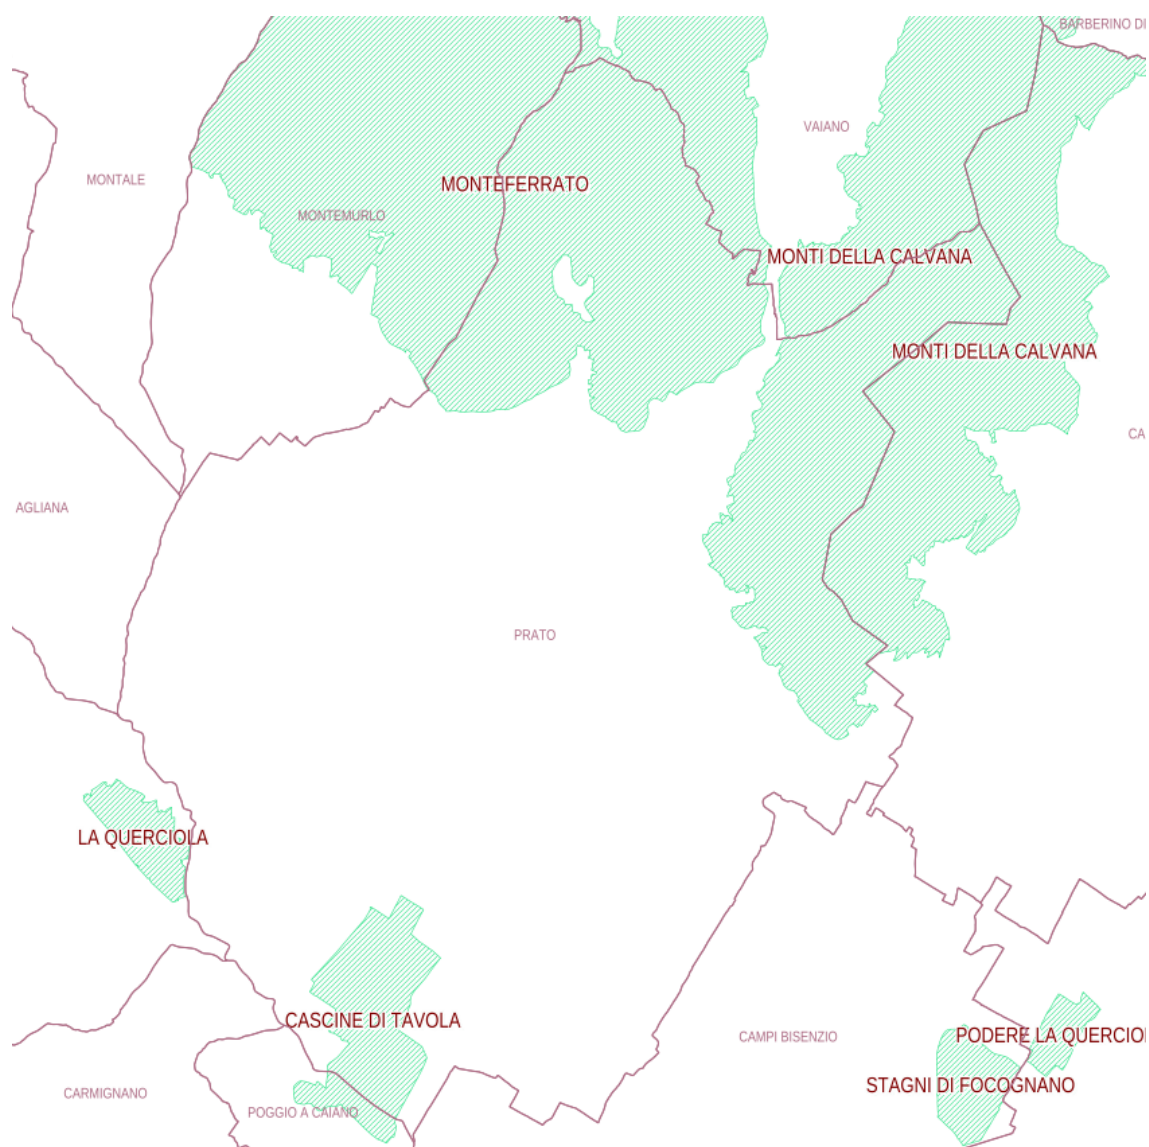 BARBERINO DI
VAIANO
MONTALE
MONTEFERRATO
MONTEMURLO
MONTI DELLA CALVANA
MONTI DELLA CALVANA
CA
AGLIANA
PRATO
LA QUERCIOLA
CASCINE DI TAVOLA
CAMPI BISENZIO
PODERE LA QUERCIOL
STAGNI DI FOCOGNANO
CARMIGNANO
POGGIO A CAIANO